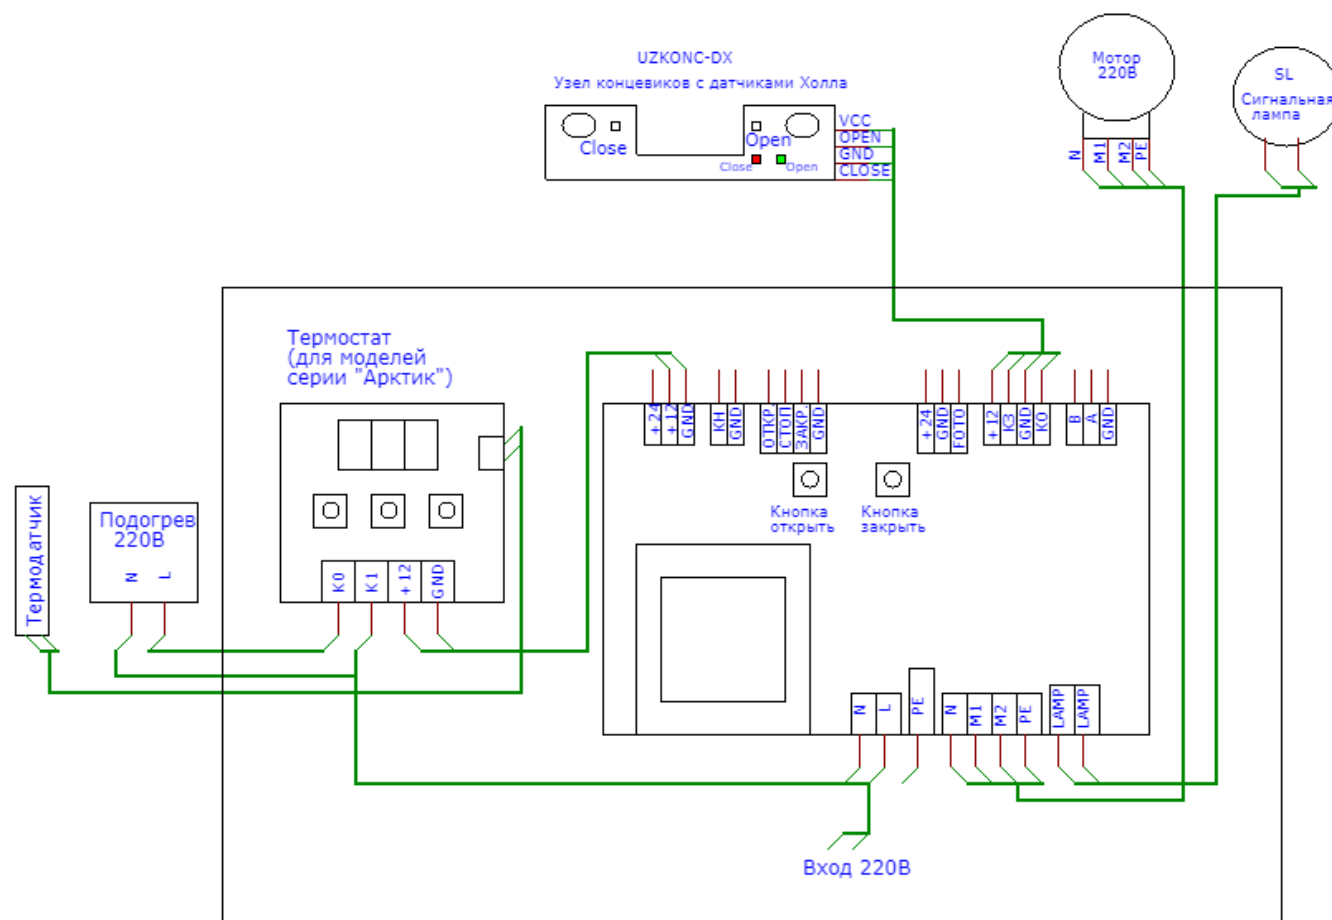 UZKONC-DX
Узел концевиков с датчиками Холла
Close
Open
Close
Open
VCC
OPEN
GND
CLOSE
Мотор
220В
N
M1
M2
PE
SL
Сигнальная
лампа
Термостат
(для моделей
серии "Арктик")
+24
+12
GND
КН
GND
ОТКР.
СТОП
ЗАКР.
GND
+24
GND
FOTO
+12
КЗ
GND
КО
B
A
GND
Кнопка
открыть
Кнопка
закрыть
Термодатчик
Подогрев
220В
N
L
K0
K1
+12
GND
N
L
PE
N
M1
M2
PE
LAMP
LAMP
Вход 220В